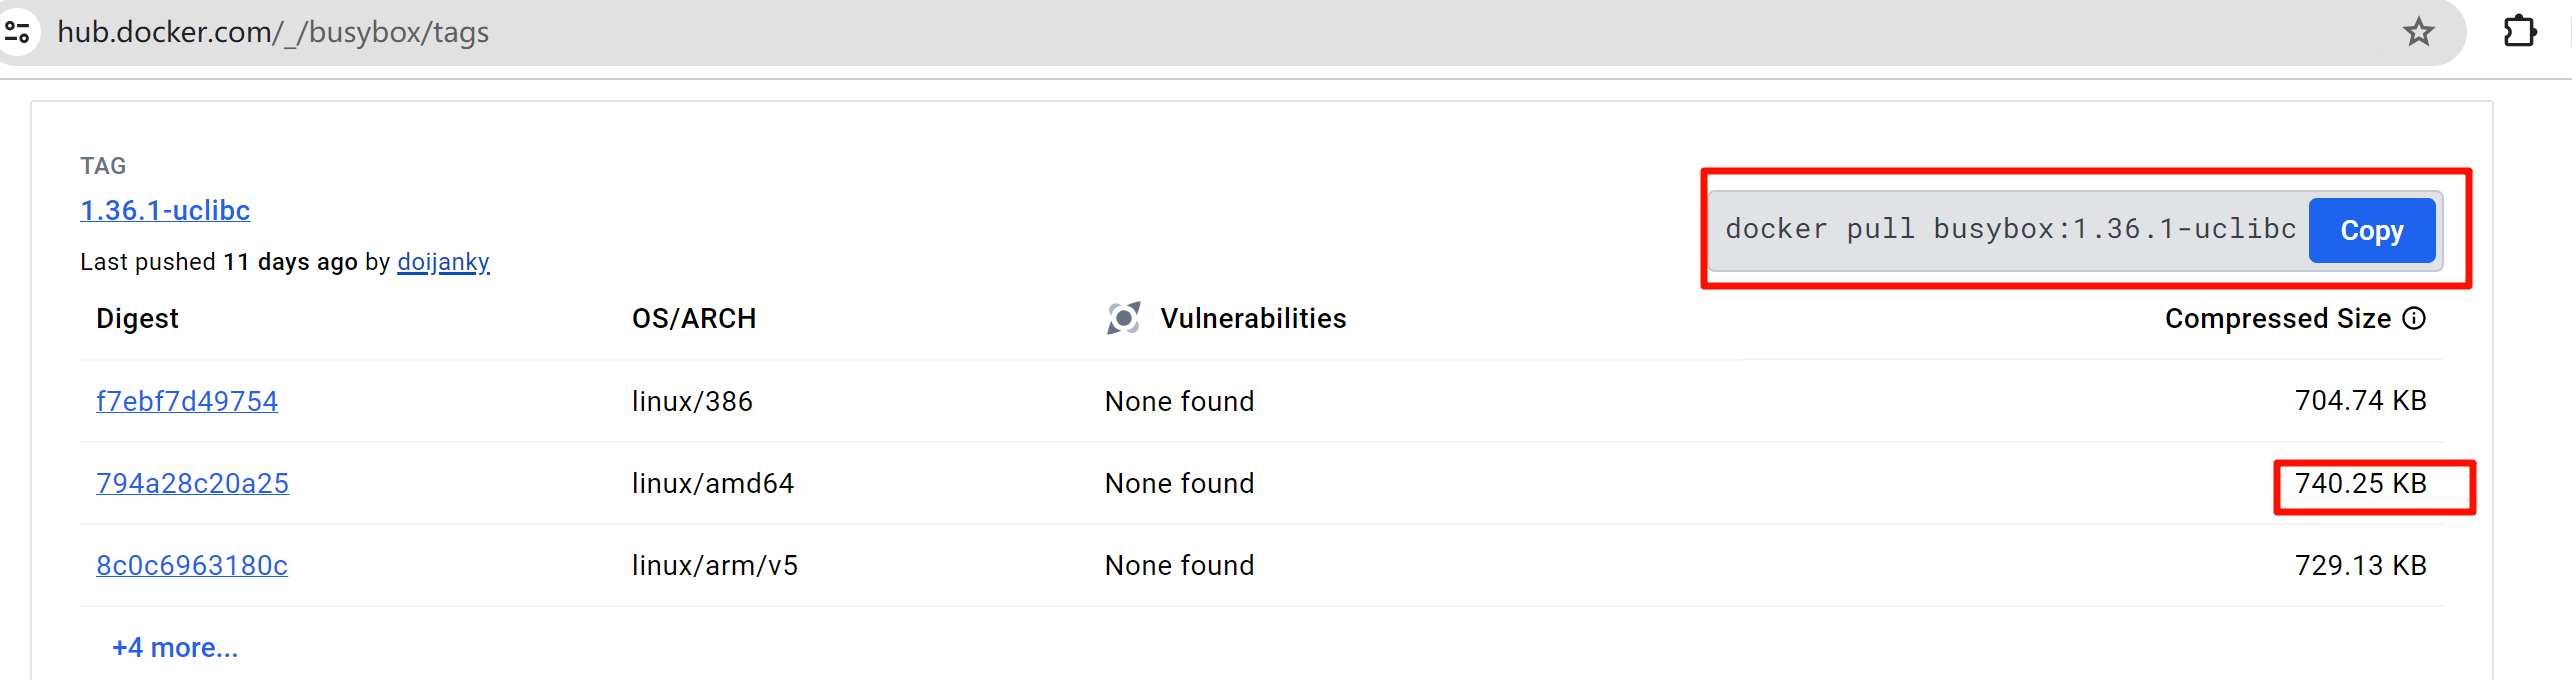 hub.docker.com/_/busybox/tags
TAG
1.36.1-uclibc
docker pull busybox:1.36.1-uclibc Copy
Last pushed 11 days ago by doijanky
Digest OS/ARCH Vulnerabilities Compressed Size
f7ebf7d49754 linux/386 None found 704.74 KB
794a28c20a25 linux/amd64 None found 740.25 KB
8c0c6963180c linux/arm/v5 None found 729.13 KB
+4 more...